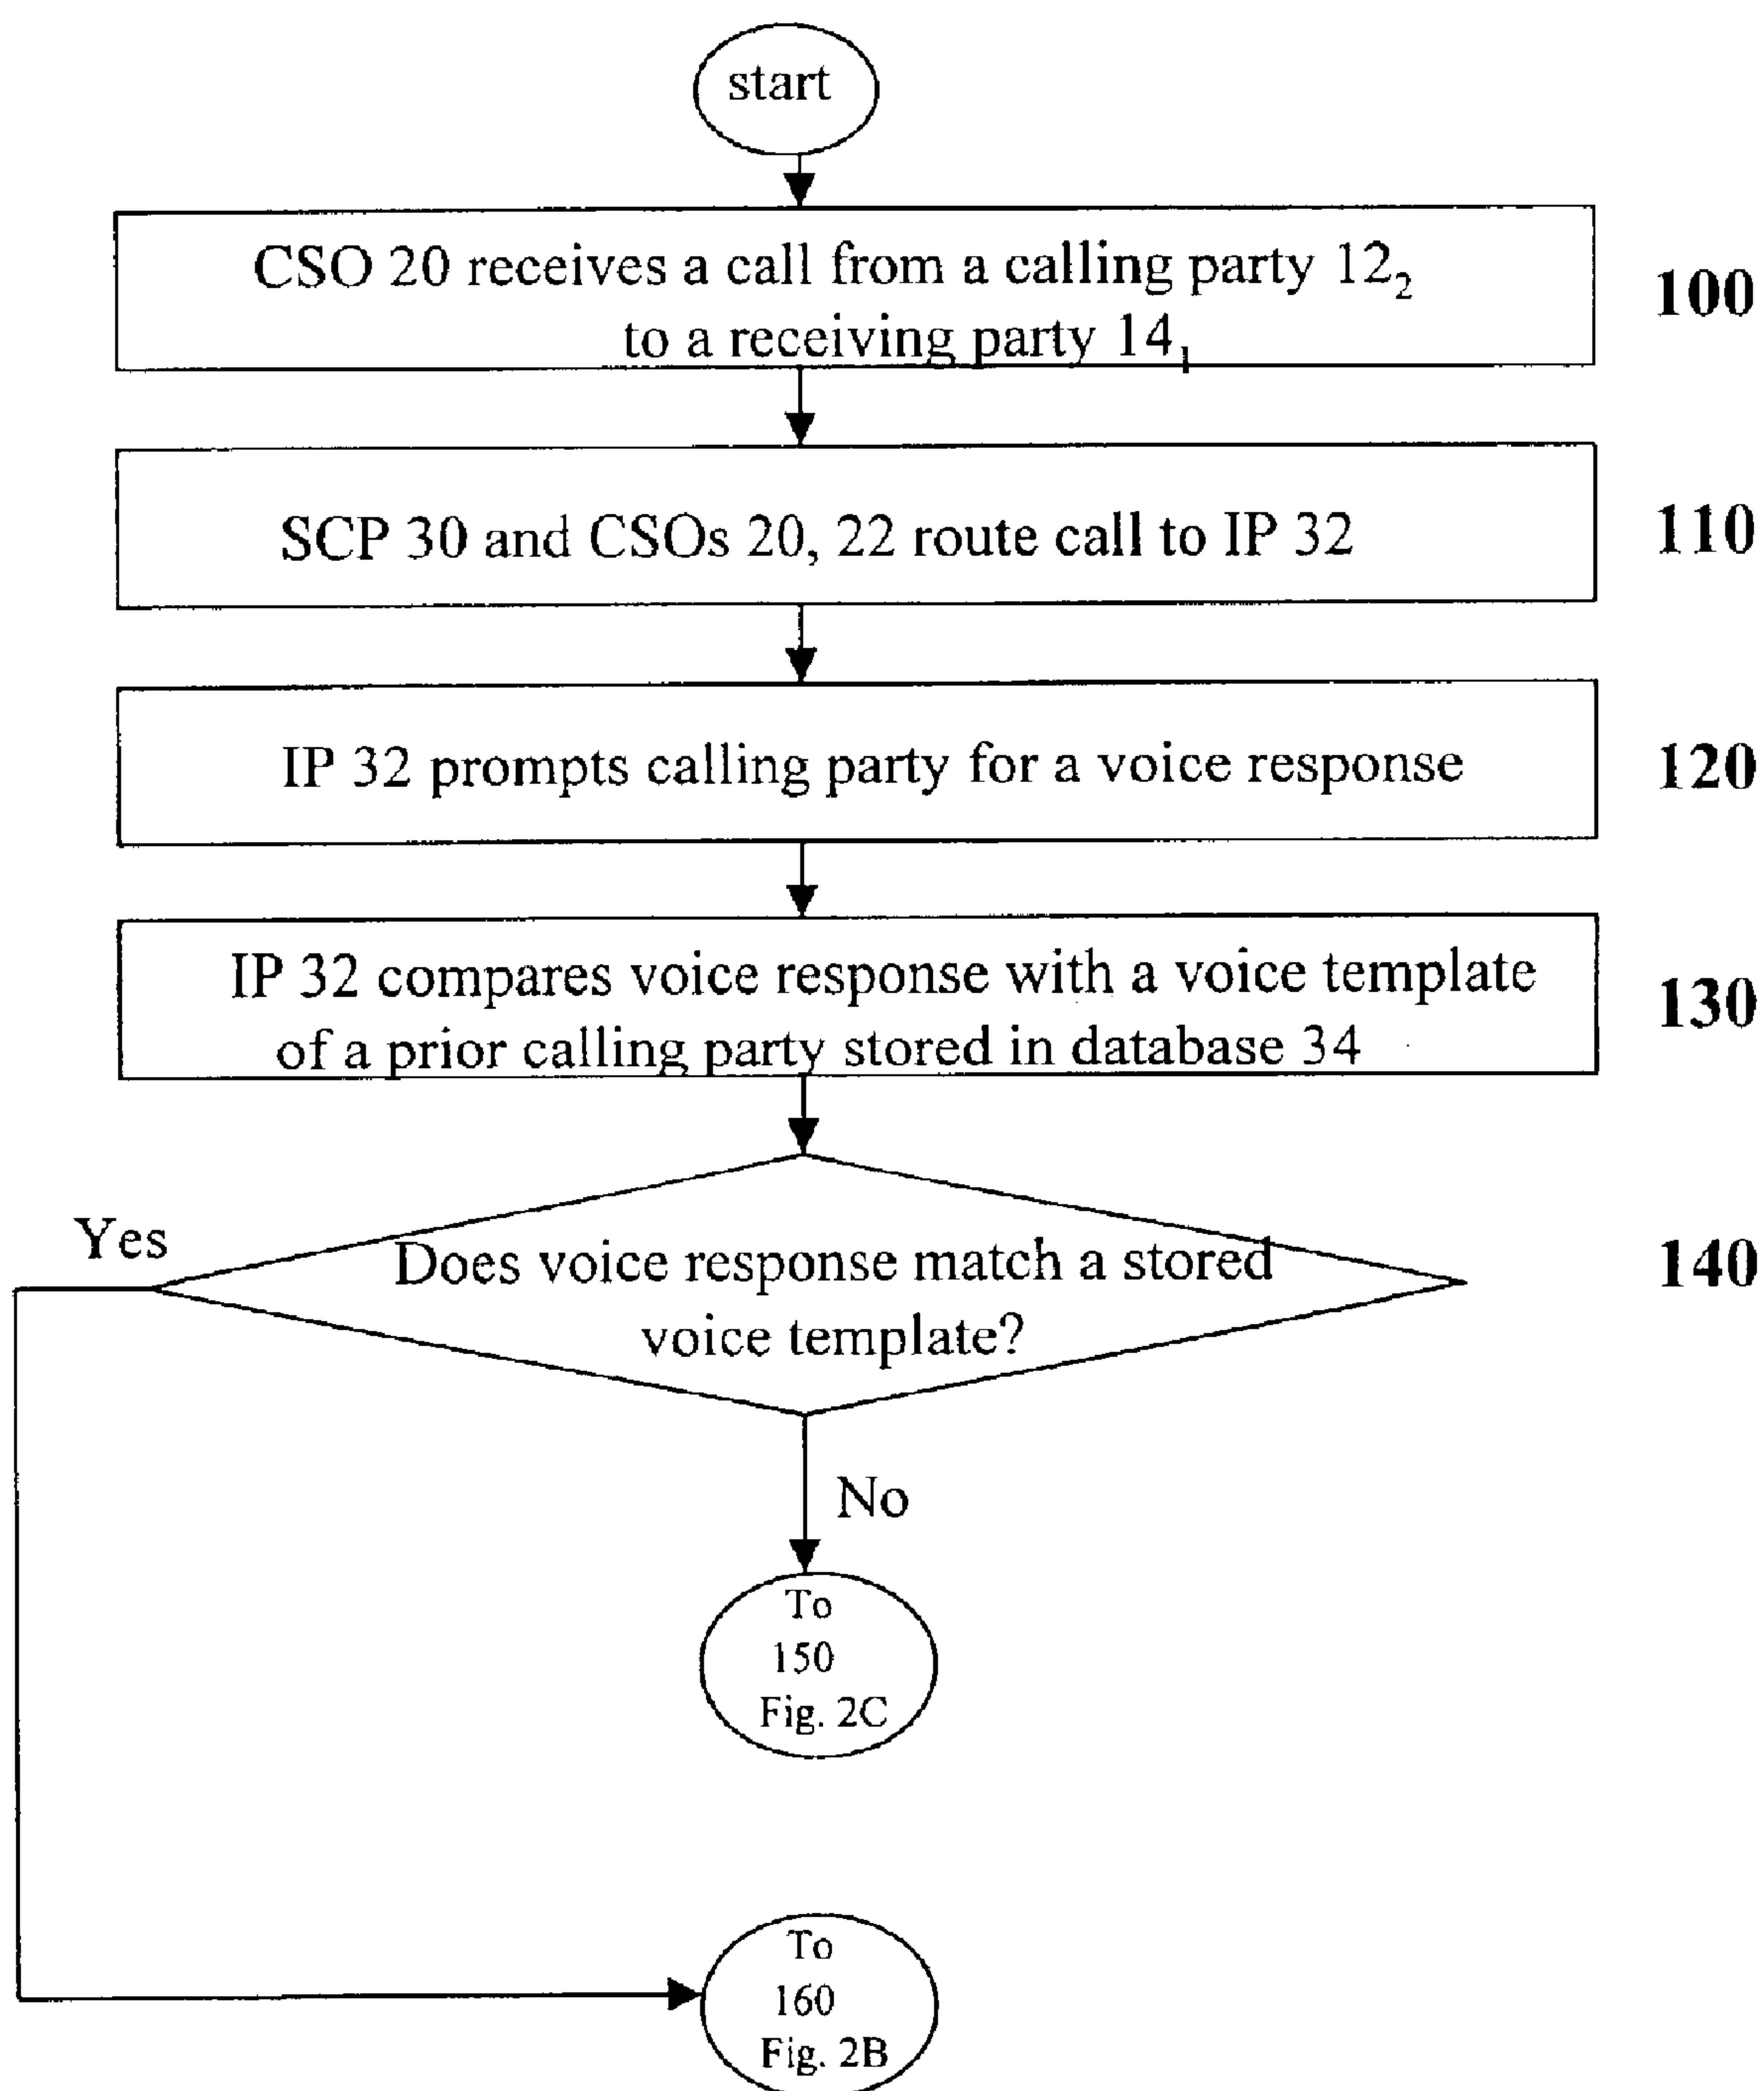 start
CSO 20 receives a call from a calling party 12₂
to a receiving party 14₁
100
SCP 30 and CSOs 20, 22 route call to IP 32
110
IP 32 prompts calling party for a voice response
120
IP 32 compares voice response with a voice template
of a prior calling party stored in database 34
130
Yes
Does voice response match a stored
voice template?
140
No
To
150
Fig. 2C
To
160
Fig. 2B